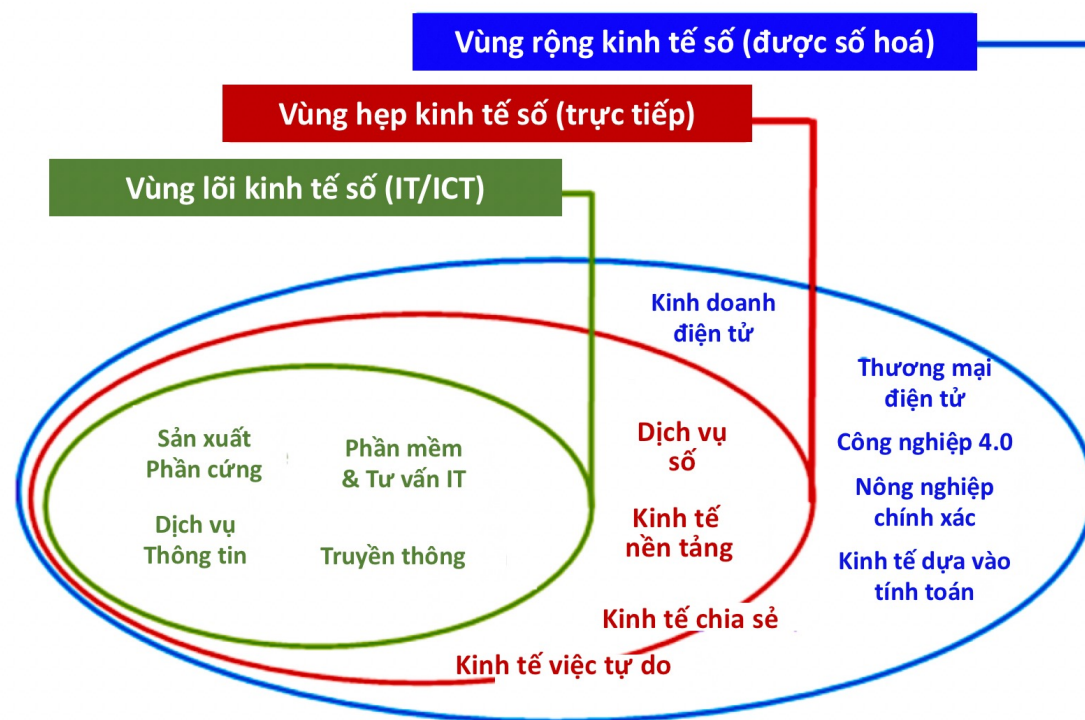 Vùng rộng kinh tế số (được số hoá)
Vùng hẹp kinh tế số (trực tiếp)
Vùng lõi kinh tế số (IT/ICT)
Kinh doanh
điện tử
Thương mại
điện tử
Công nghiệp 4.0
Nông nghiệp
chính xác
Kinh tế dựa vào
tính toán
Dịch vụ
số
Kinh tế
nền tảng
Kinh tế chia sẻ
Kinh tế việc tự do
Sản xuất
Phần cứng
Phần mềm
& Tư vấn IT
Dịch vụ
Thông tin
Truyền thông